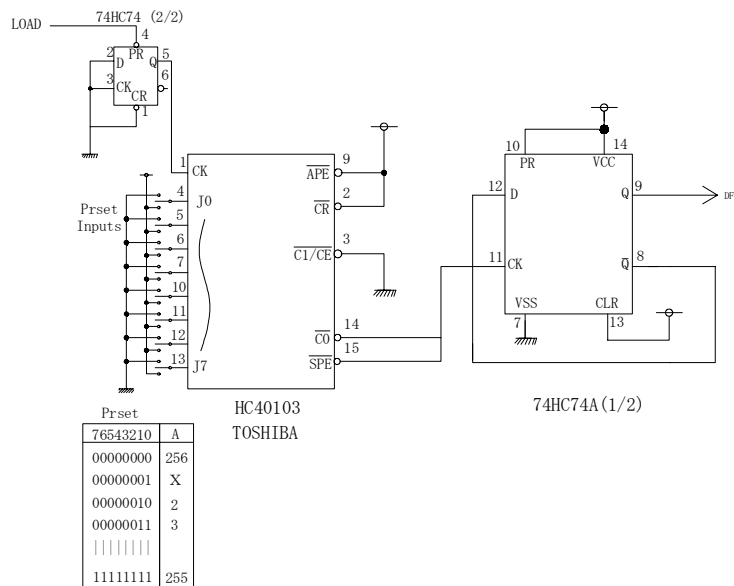 LOAD
74HC74 (2/2)
4
2
D
PR
Q
5
3
CK
6
CR
1
1
CK
4
J0
5
6
7
10
11
12
13
J7
Prset
Inputs
APE
9
CR
2
C1/CE
3
CO
14
SPE
15
HC40103
TOSHIBA
10
PR
14
VCC
12
D
Q
9
DF
11
CK
Q
8
VSS
7
CLR
13
74HC74A(1/2)
Prset
76543210 A
00000000 256
00000001 X
00000010 2
00000011 3
||||||||
11111111 255